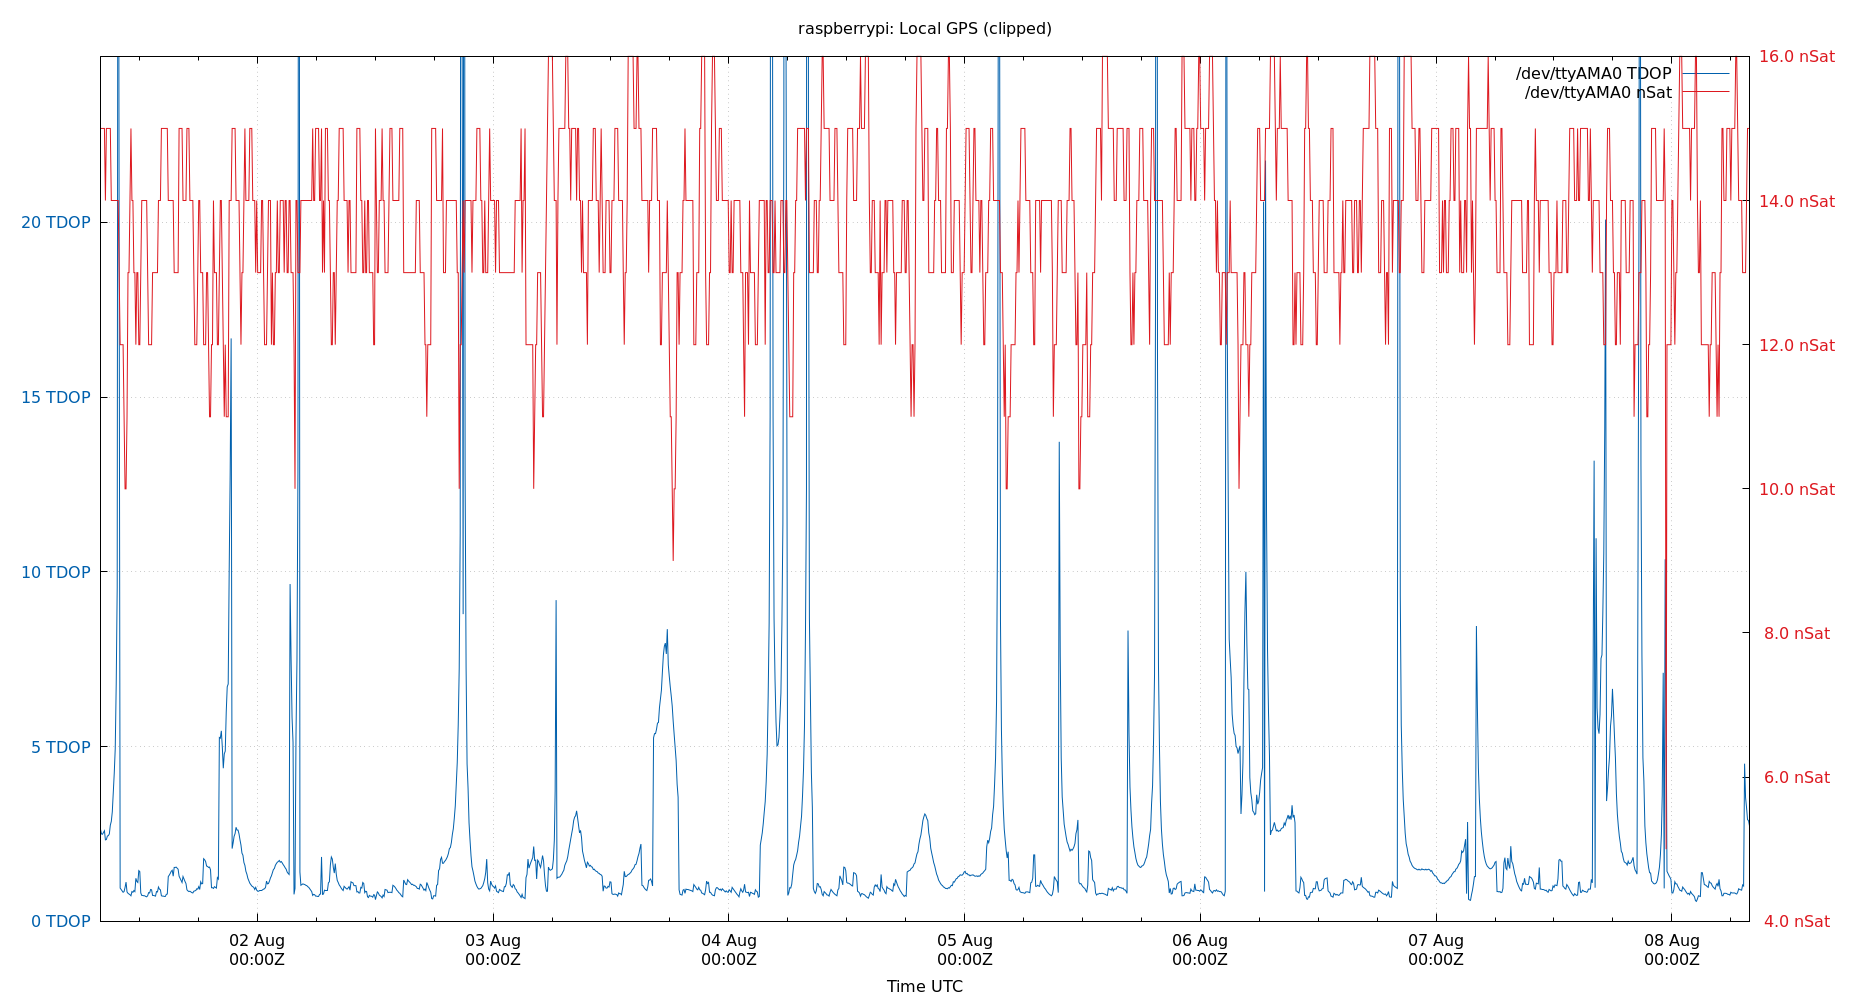 raspberrypi: Local GPS (clipped)
16.0 nSat
/dev/ttyAMA0 TDOP
/dev/ttyAMA0 nSat
14.0 nSat
20 TDOP
12.0 nSat
15 TDOP
10.0 nSat
10 TDOP
8.0 nSat
5 TDOP
6.0 nSat
0 TDOP
4.0 nSat
02 Aug 03 Aug 04 Aug 05 Aug 06 Aug 07 Aug 08 Aug
00:00Z 00:00Z 00:00Z 00:00Z 00:00Z 00:00Z 00:00Z
Time UTC